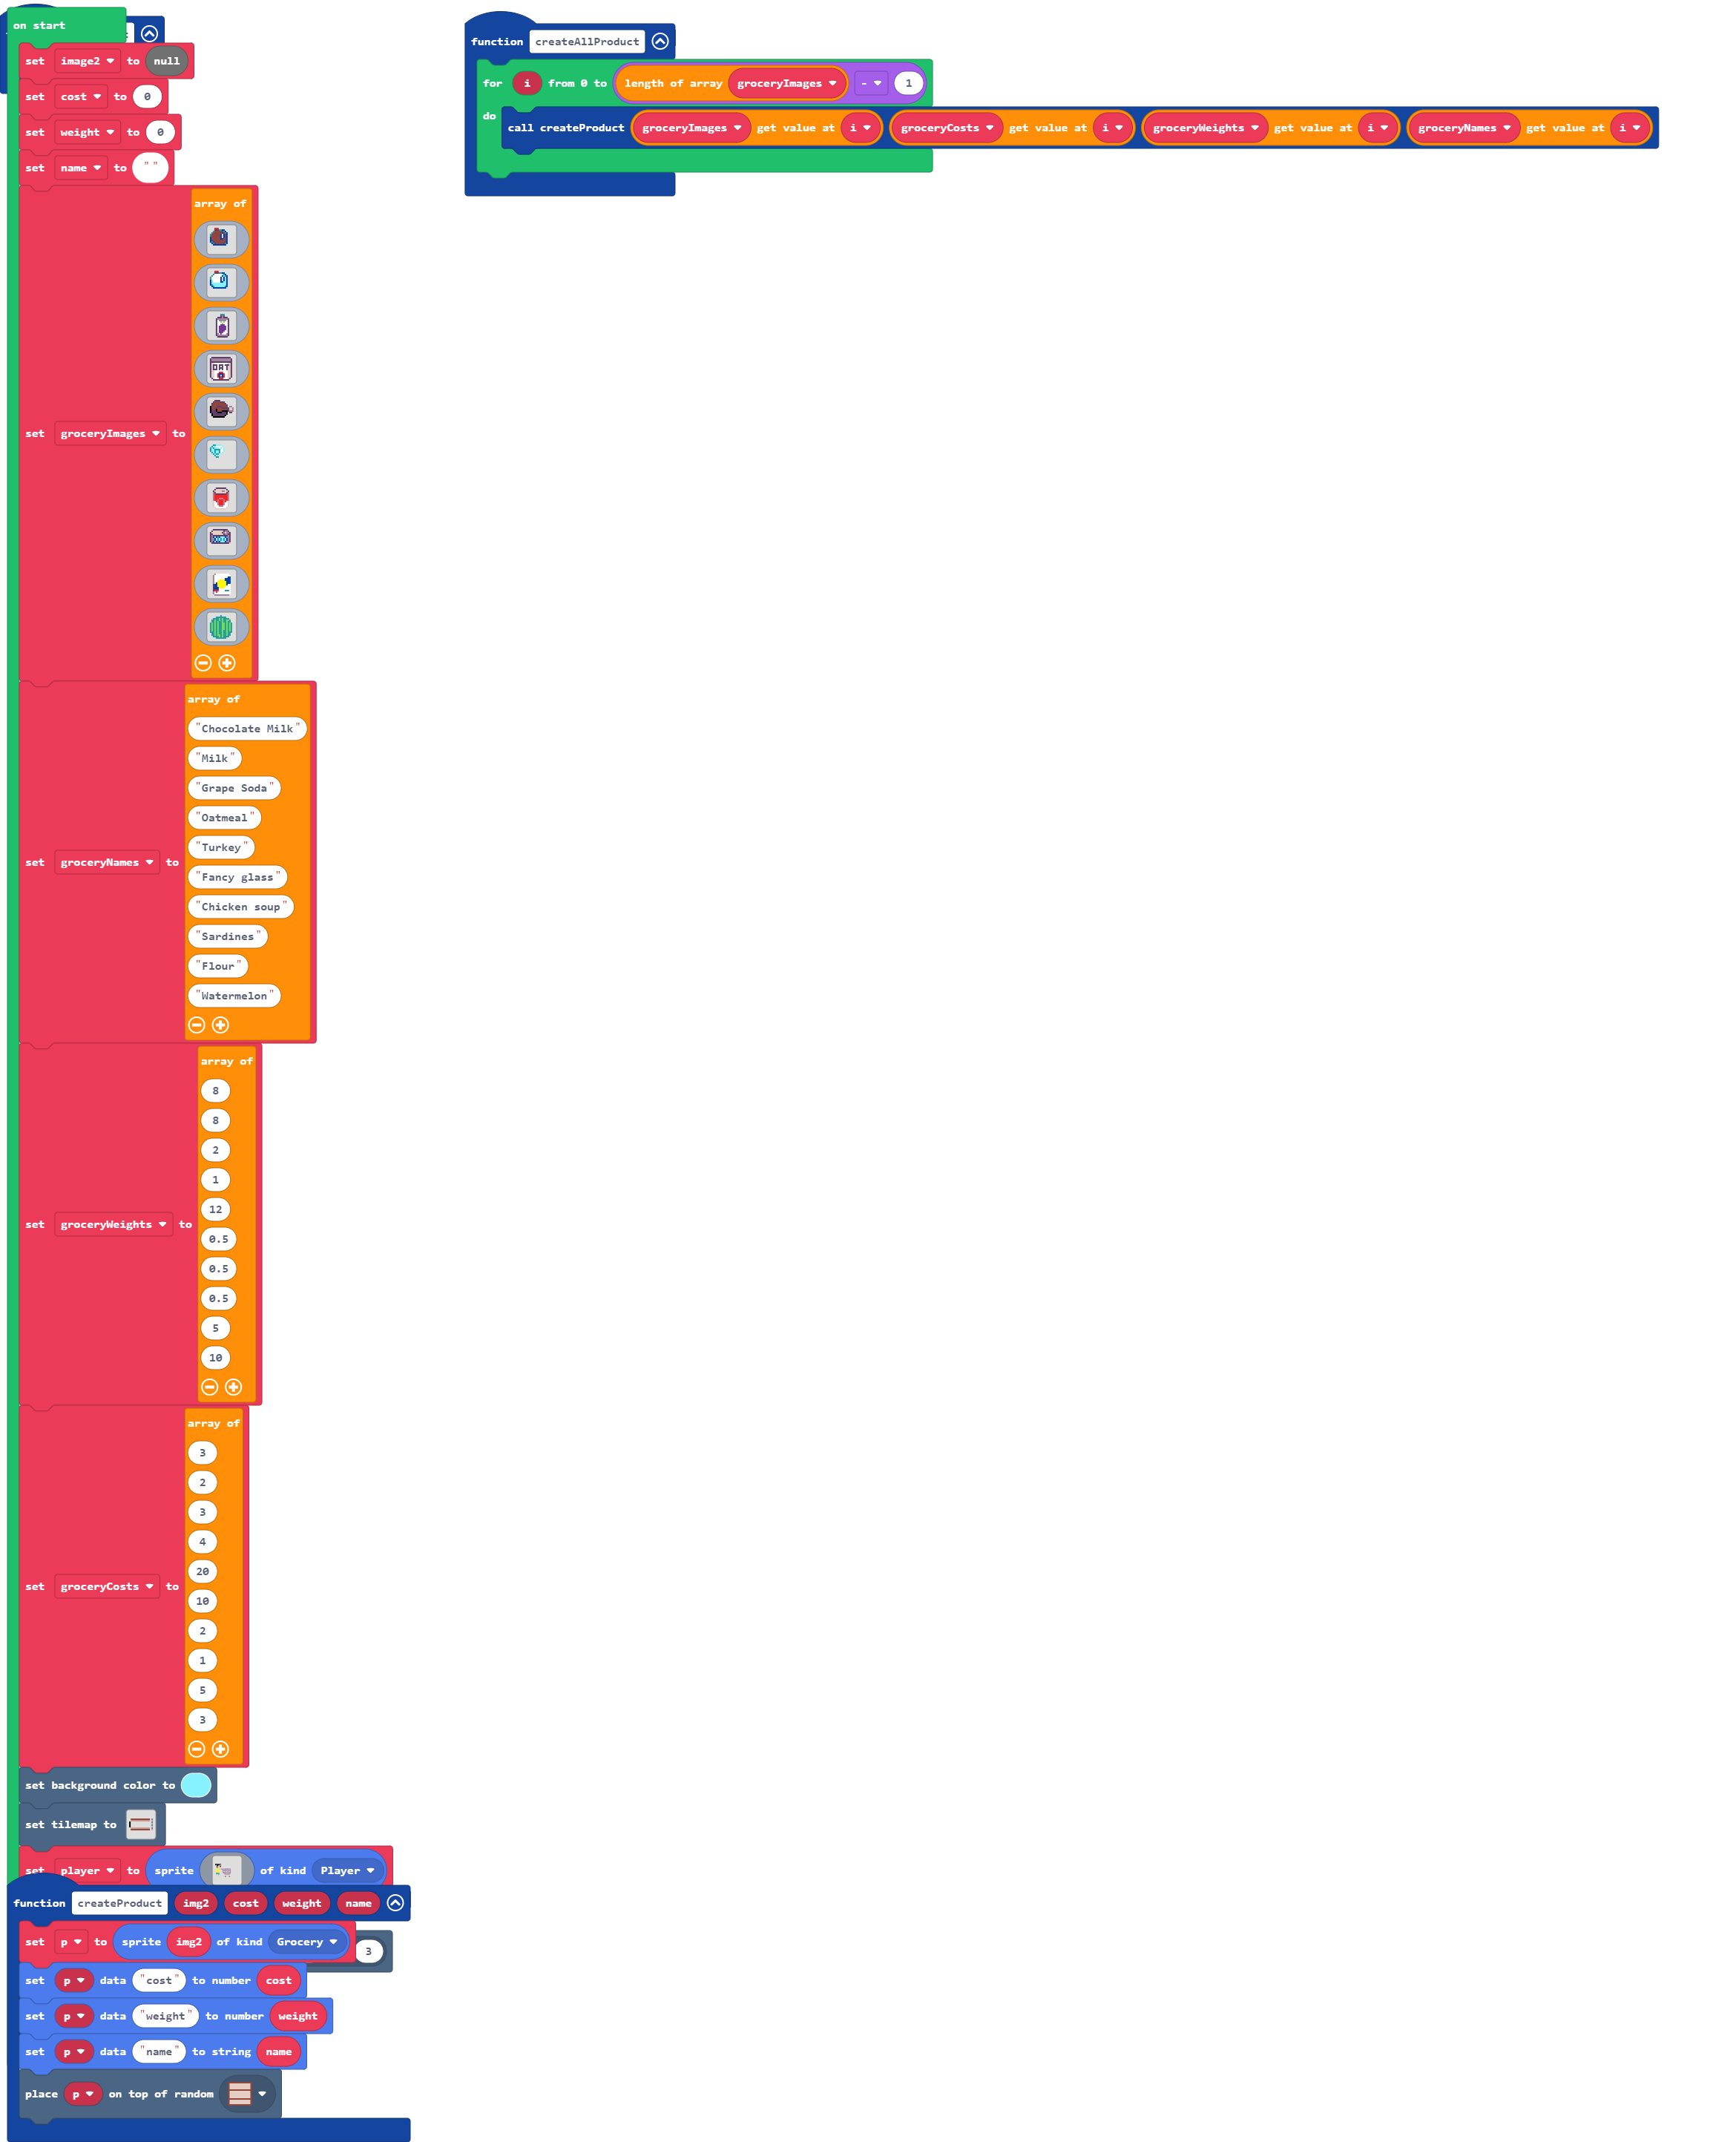 on start
set image2 to null
set cost to 0
set weight to 0
set name to " "
array of
set groceryImages to
array of
"Chocolate Milk"
"Milk"
"Grape Soda"
"Oatmeal"
"Turkey"
set groceryNames to
"Fancy glass"
"Chicken soup"
"Sardines"
"Flour"
"Watermelon"
array of
8
8
2
1
12
set groceryWeights to
0.5
0.5
0.5
5
10
array of
3
2
3
4
20
set groceryCosts to
10
2
1
5
3
set background color to
set tilemap to
set player to sprite of kind Player
function createProduct img2 cost weight name
set p to sprite img2 of kind Grocery
3
set p data "cost" to number cost
set p data "weight" to number weight
set p data "name" to string name
place p on top of random
function createAllProduct
for i from 0 to length of array groceryImages - 1
do
call createProduct groceryImages get value at i groceryCosts get value at i groceryWeights get value at i groceryNames get value at i